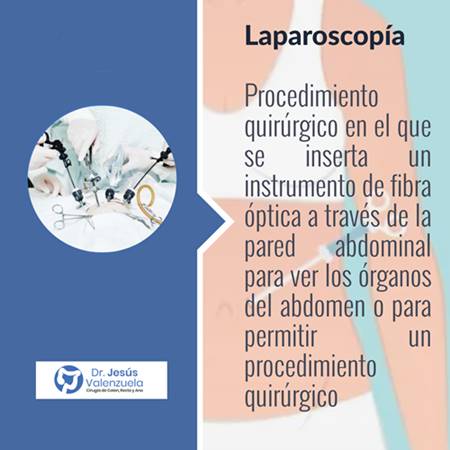 Laparoscopía
Procedimiento
quirúrgico en el que
se inserta un
instrumento de fibra
óptica a través de la
pared abdominal
para ver los órganos
del abdomen o para
permitir un
procedimiento
quirúrgico
Dr. Jesús
Valenzuela
Cirugía de Colon, Recto y Ano